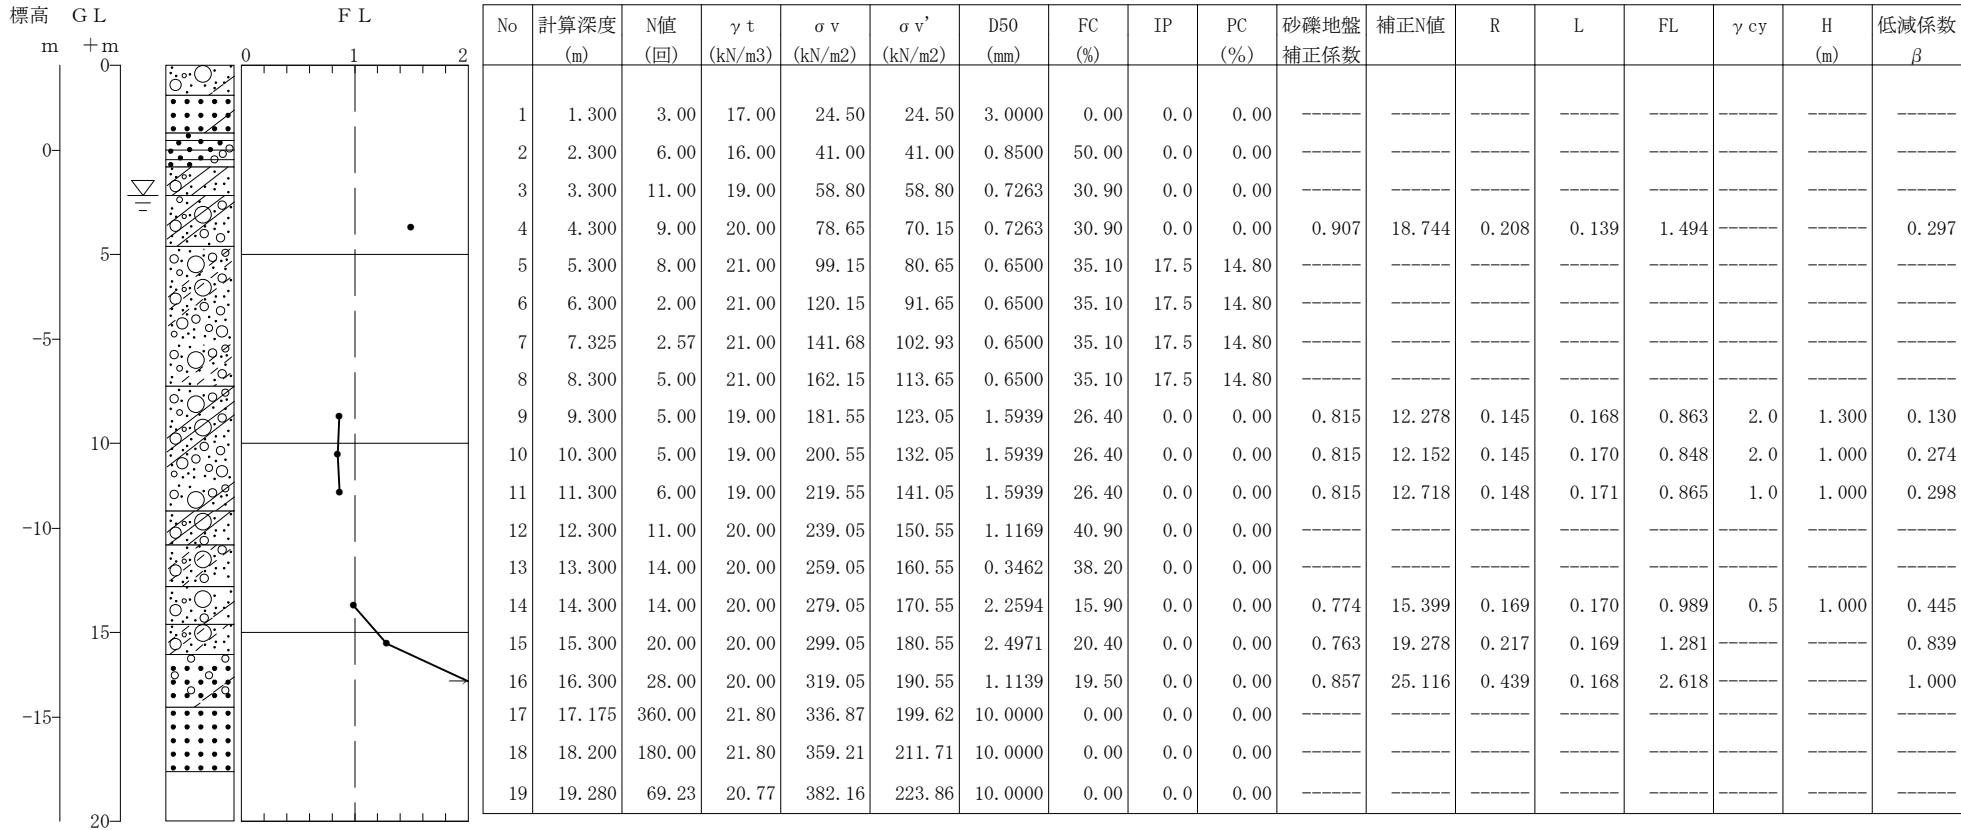 標高 GL FL
m +m
0 1 2
0
0
5
-5
10
-10
15
-15
20
No 計算深度 N値 γt σv σv' D50 FC IP PC 砂礫地盤 補正N値 R L FL γcy H 低減係数
(m) (回) (kN/m3) (kN/m2) (kN/m2) (mm) (%) (%) 補正係数 (m) β
1 1.300 3.00 17.00 24.50 24.50 3.0000 0.00 0.0 0.00 ------ ------ ----- ----- ------ ---- ------ ------
2 2.300 6.00 16.00 41.00 41.00 0.8500 50.00 0.0 0.00 ------ ------ ----- ----- ------ ---- ------ ------
3 3.300 11.00 19.00 58.80 58.80 0.7263 30.90 0.0 0.00 ------ ------ ----- ----- ------ ---- ------ ------
4 4.300 9.00 20.00 78.65 70.15 0.7263 30.90 0.0 0.00 0.907 18.744 0.208 0.139 1.494 ---- ------ 0.297
5 5.300 8.00 21.00 99.15 80.65 0.6500 35.10 17.5 14.80 ------ ------ ----- ----- ------ ---- ------ ------
6 6.300 2.00 21.00 120.15 91.65 0.6500 35.10 17.5 14.80 ------ ------ ----- ----- ------ ---- ------ ------
7 7.325 2.57 21.00 141.68 102.93 0.6500 35.10 17.5 14.80 ------ ------ ----- ----- ------ ---- ------ ------
8 8.300 5.00 21.00 162.15 113.65 0.6500 35.10 17.5 14.80 ------ ------ ----- ----- ------ ---- ------ ------
9 9.300 5.00 19.00 181.55 123.05 1.5939 26.40 0.0 0.00 0.815 12.278 0.145 0.168 0.863 2.0 1.300 0.130
10 10.300 5.00 19.00 200.55 132.05 1.5939 26.40 0.0 0.00 0.815 12.152 0.145 0.170 0.848 2.0 1.000 0.274
11 11.300 6.00 19.00 219.55 141.05 1.5939 26.40 0.0 0.00 0.815 12.718 0.148 0.171 0.865 1.0 1.000 0.298
12 12.300 11.00 20.00 239.05 150.55 1.1169 40.90 0.0 0.00 ------ ------ ----- ----- ------ ---- ------ ------
13 13.300 14.00 20.00 259.05 160.55 0.3462 38.20 0.0 0.00 ------ ------ ----- ----- ------ ---- ------ ------
14 14.300 14.00 20.00 279.05 170.55 2.2594 15.90 0.0 0.00 0.774 15.399 0.169 0.170 0.989 0.5 1.000 0.445
15 15.300 20.00 20.00 299.05 180.55 2.4971 20.40 0.0 0.00 0.763 19.278 0.217 0.169 1.281 ---- ------ 0.839
16 16.300 28.00 20.00 319.05 190.55 1.1139 19.50 0.0 0.00 0.857 25.116 0.439 0.168 2.618 ---- ------ 1.000
17 17.175 360.00 21.80 336.87 199.62 10.0000 0.00 0.0 0.00 ------ ------ ----- ----- ------ ---- ------ ------
18 18.200 180.00 21.80 359.21 211.71 10.0000 0.00 0.0 0.00 ------ ------ ----- ----- ------ ---- ------ ------
19 19.280 69.23 20.77 382.16 223.86 10.0000 0.00 0.0 0.00 ------ ------ ----- ----- ------ ---- ------ ------